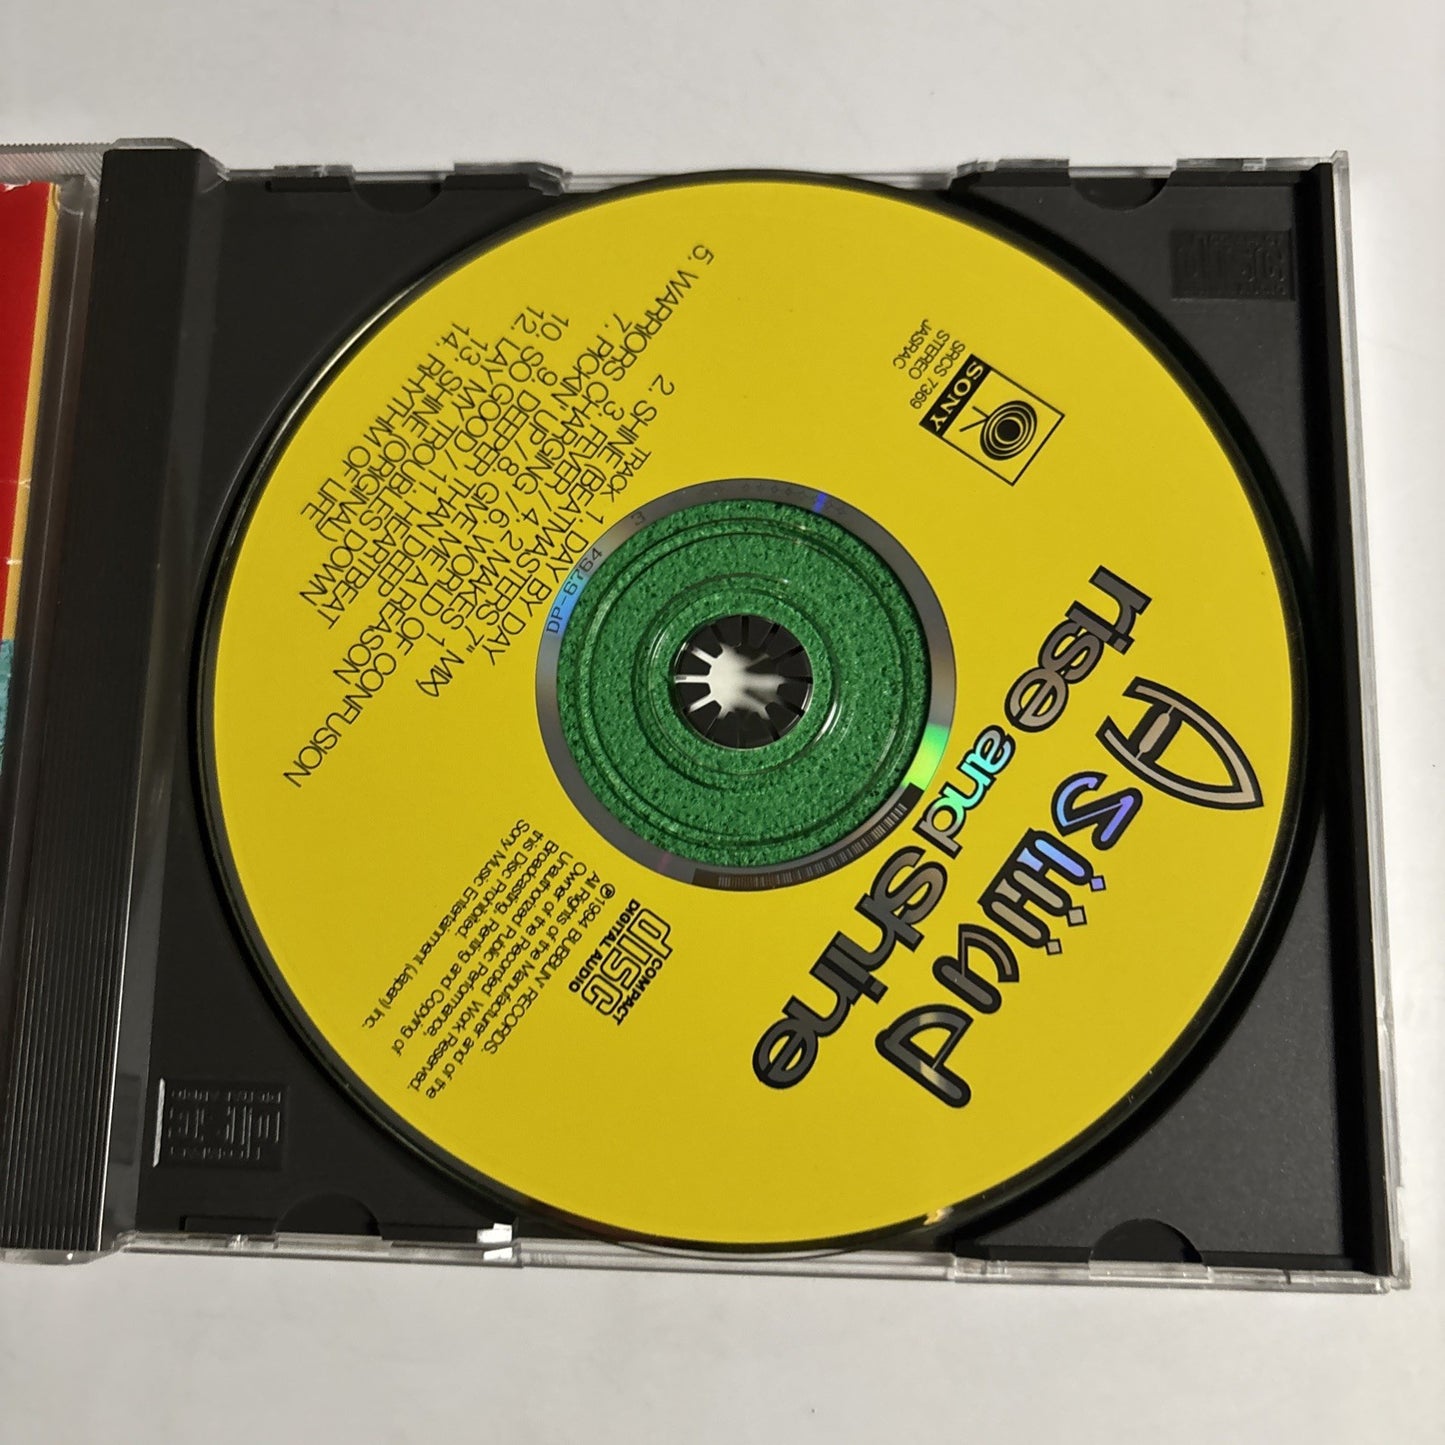 SRCS 7369
STEREO
JASRAC
SONY
rise and Shine
Aswad
TRACK 1. DAY BY DAY
2. SHINE (BEATMASTERS 7" MIX)
3. FEVER / 4. 2 MAKES 1
5. WARRIORS CHARGING / 6. WORLD OF CONFUSION
7. PICKIN' UP / 8. GIVE ME A REASON
9. DEEPER THAN DEEP
10. SO GOOD / 11. HEARTBEAT
12. LAY MY TROUBLES DOWN
13. SHINE (ORIGINAL)
14. RHYTHM OF LIFE
DP-6764
3
COMPACT
disc
DIGITAL AUDIO
℗1994 BUBBLIN' RECORDS.
All Rights of the Manufacturer and of the
Owner of the Recorded Work Reserved.
Unauthorized Public Performance,
Broadcasting, Renting and Copying of
this Disc Prohibited.
Sony Music Entertainment (Japan) Inc.